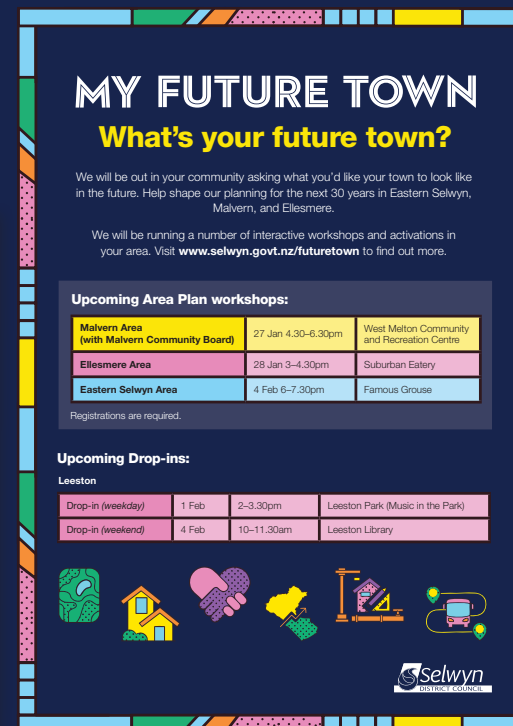 MY FUTURE TOWN
What's your future town?
We will be out in your community asking what you'd like your town to look like
in the future. Help shape our planning for the next 30 years in Eastern Selwyn,
Malvern, and Ellesmere.
We will be running a number of interactive workshops and activations in
your area. Visit www.selwyn.govt.nz/futuretown to find out more.
Upcoming Area Plan workshops:
Malvern Area
(with Malvern Community Board)
27 Jan 4.30–6.30pm
West Melton Community
and Recreation Centre
Ellesmere Area
28 Jan 3–4.30pm
Suburban Eatery
Eastern Selwyn Area
4 Feb 6–7.30pm
Famous Grouse
Registrations are required.
Upcoming Drop-ins:
Leeston
Drop-in (weekday)
1 Feb
2–3.30pm
Leeston Park (Music in the Park)
Drop-in (weekend)
4 Feb
10–11.30am
Leeston Library
Selwyn
DISTRICT COUNCIL